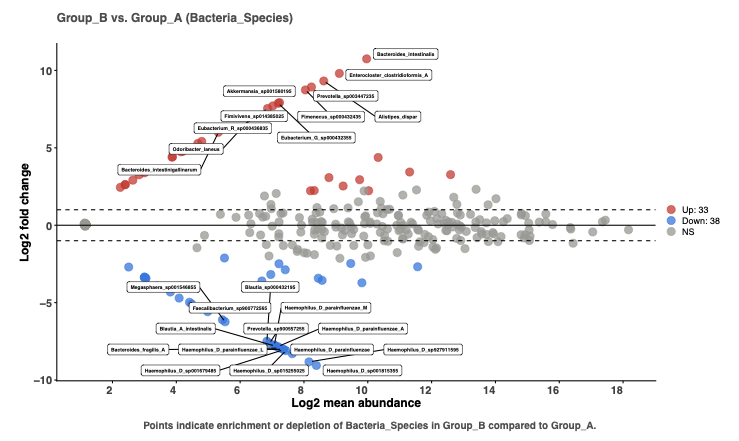 Group_B vs. Group_A (Bacteria_Species)
Log2 fold change
10
5
0
−5
−10
Bacteroides_intestinalis
Enterocloster_clostridioformis_A
Akkermansia_sp001580195
Prevotella_sp003447235
Fimivivens_sp014385025
Fimenecus_sp000432435
Alistipes_dispar
Eubacterium_R_sp000436835
Eubacterium_G_sp000432355
Odoribacter_laneus
Bacteroides_intestinigallinarum
Up: 33
Down: 38
NS
Megasphaera_sp001546855
Blautia_sp000432195
Faecalibacterium_sp900772565
Haemophilus_D_parainfluenzae_M
Blautia_A_intestinalis
Prevotella_sp900557255
Haemophilus_D_parainfluenzae_A
Bacteroides_fragilis_A
Haemophilus_D_parainfluenzae_L
Haemophilus_D_parainfluenzae
Haemophilus_D_sp927911595
Haemophilus_D_sp001679485
Haemophilus_D_sp015255025
Haemophilus_D_sp001815355
2 4 6 8 10 12 14 16 18
Log2 mean abundance
Points indicate enrichment or depletion of Bacteria_Species in Group_B compared to Group_A.